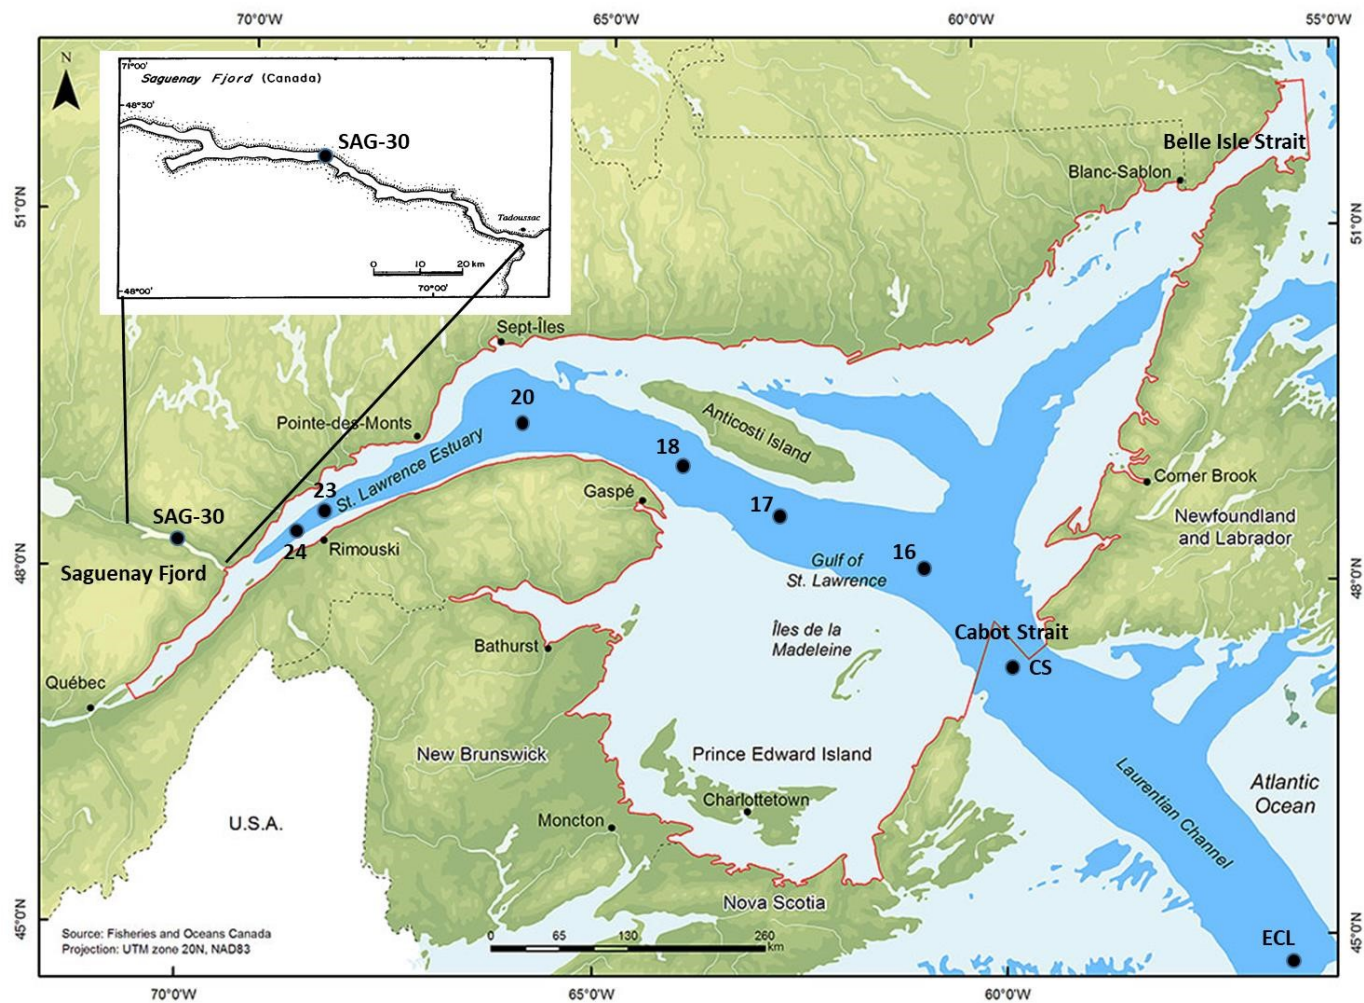 70°0'W
65°0'W
60°0'W
55°0'W
N
71°00'
Saguenay Fjord (Canada)
48°30'
SAG-30
Tadoussac
0 10 20 km
48°00'
70°00'
Belle Isle Strait
Blanc-Sablon
51°0'N
51°0'N
Sept-Îles
20
Pointe-des-Monts
Anticosti Island
18
St. Lawrence Estuary
Gaspé
Corner Brook
23
SAG-30
17
Newfoundland
and Labrador
24
Rimouski
16
Gulf of
St. Lawrence
Saguenay Fjord
48°0'N
48°0'N
Cabot Strait
Îles de la
Madeleine
Bathurst
CS
Québec
New Brunswick
Prince Edward Island
Laurentian Channel
Atlantic
Ocean
Charlottetown
U.S.A.
Moncton
Nova Scotia
45°0'N
45°0'N
Source: Fisheries and Oceans Canada
Projection: UTM zone 20N, NAD83
0 65 130 260
km
ECL
70°0'W
65°0'W
60°0'W